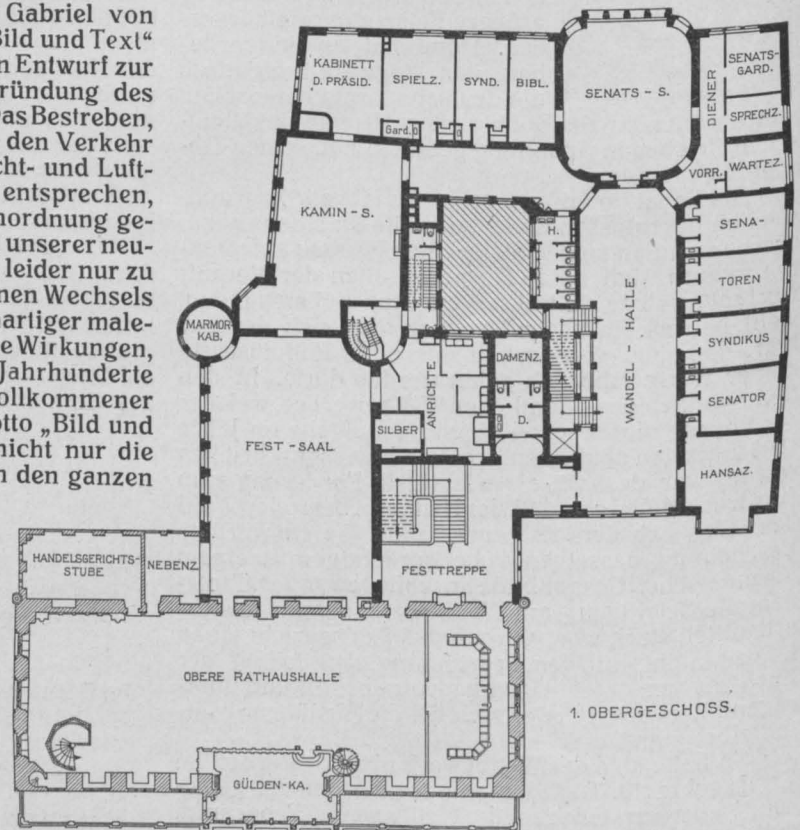 Gabriel von
Bild und Text“
n Entwurf zur
ründung des
as Bestreben,
den Verkehr
cht- und Luft-
entsprechen,
nordnung ge-
unserer neu-
leider nur zu
nen Wechsels
artiger male-
e Wirkungen,
Jahrhunderte
ollkommener
otto „Bild und
nicht nur die
n den ganzen
KABINETT
D. PRÄSID.
SPIELZ.
SYND.
BIBL.
Gard.
SENATS - S.
DIENER
SENATS-
GARD.
SPRECHZ.
WARTEZ.
VORR.
KAMIN - S.
H.
SENA-
TOREN
SYNDIKUS
SENATOR
HANSAZ.
WANDEL - HALLE
MARMOR-
KAB.
DAMENZ.
D.
ANRICHTE
SILBER
FEST - SAAL
FESTTREPPE
HANDELSGERICHTS-
STUBE
NEBENZ.
OBERE RATHAUSHALLE
GÜLDEN-KA.
1. OBERGESCHOSS.